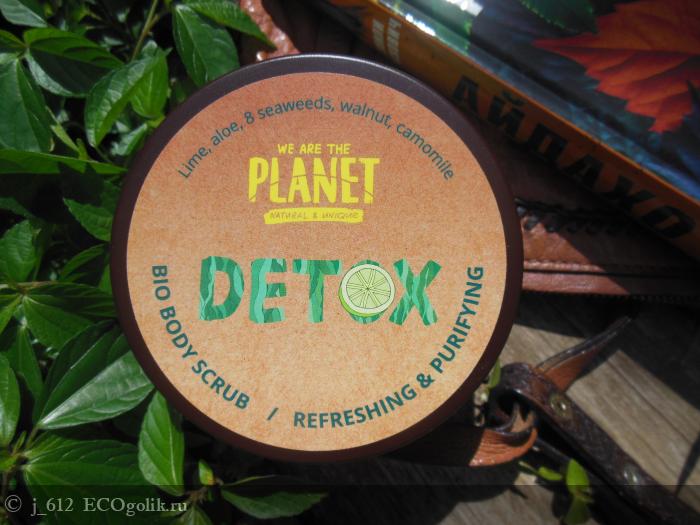 Lime, aloe, 8 seaweeds, walnut, camomile
WE ARE THE
PLANET
NATURAL & UNIQUE
DETOX
BIO BODY SCRUB / REFRESHING & PURIFYING
АЙДАХО
© j_612 ECOgolik.ru